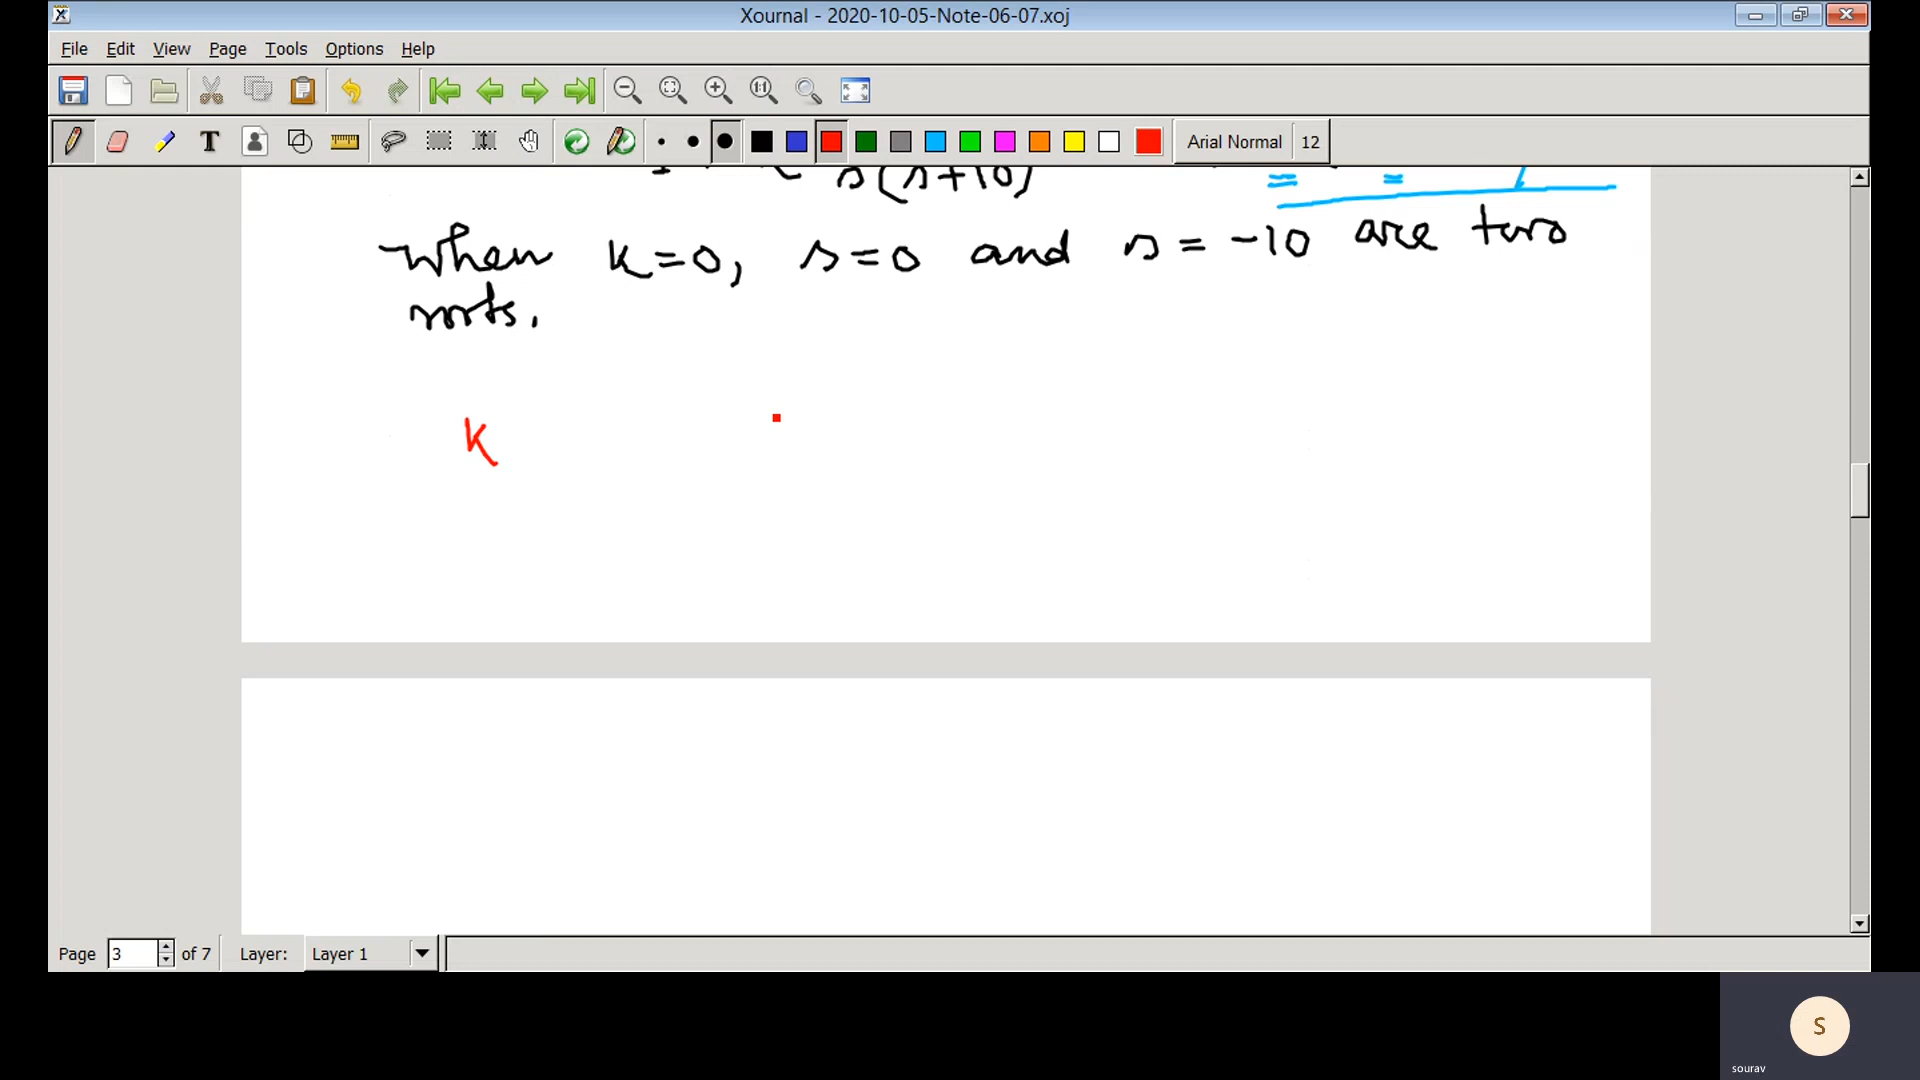 Xournal - 2020-10-05-Note-06-07.xoj
File Edit View Page Tools Options Help
Arial Normal 12
s(s+10)
When k=0, s=0 and s = -10 are two
roots.
K
Page 3 of 7 Layer: Layer 1
S
sourav